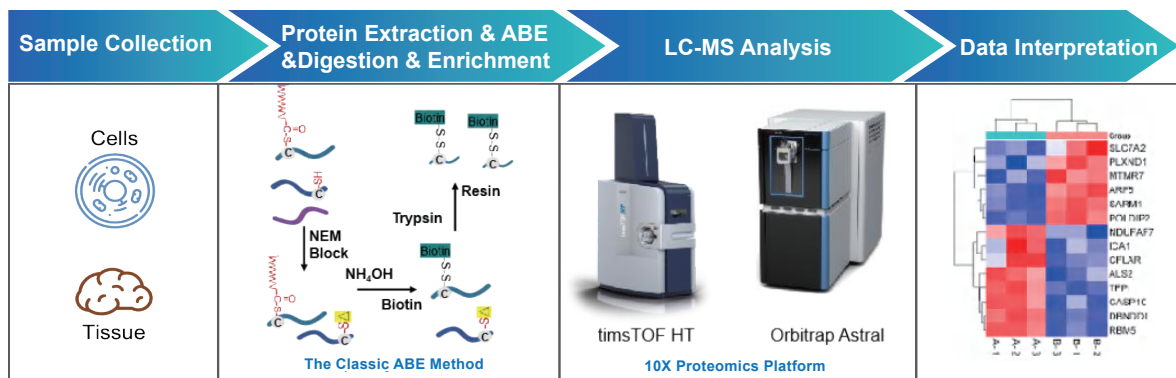 Sample Collection
Protein Extraction & ABE
&Digestion & Enrichment
LC-MS Analysis
Data Interpretation
Cells
Tissue
C=O
S
C
SH
C
NEM
Block
C=O
S
C
S
C
NH₄OH
Biotin
Biotin
S
S
C
S
C
Trypsin
Resin
Biotin
S
S
C
Biotin
S
S
C
The Classic ABE Method
timsTOF HT
Orbitrap Astral
10X Proteomics Platform
Group
SLC7A2
PLXND1
MTMR7
ARF5
SARM1
POLDIP2
NDUFAF7
ICA1
CFLAR
ALS2
TFPI
CASP10
DBNDD1
RBM5
A-1
A-2
A-3
B-3
B-1
B-2